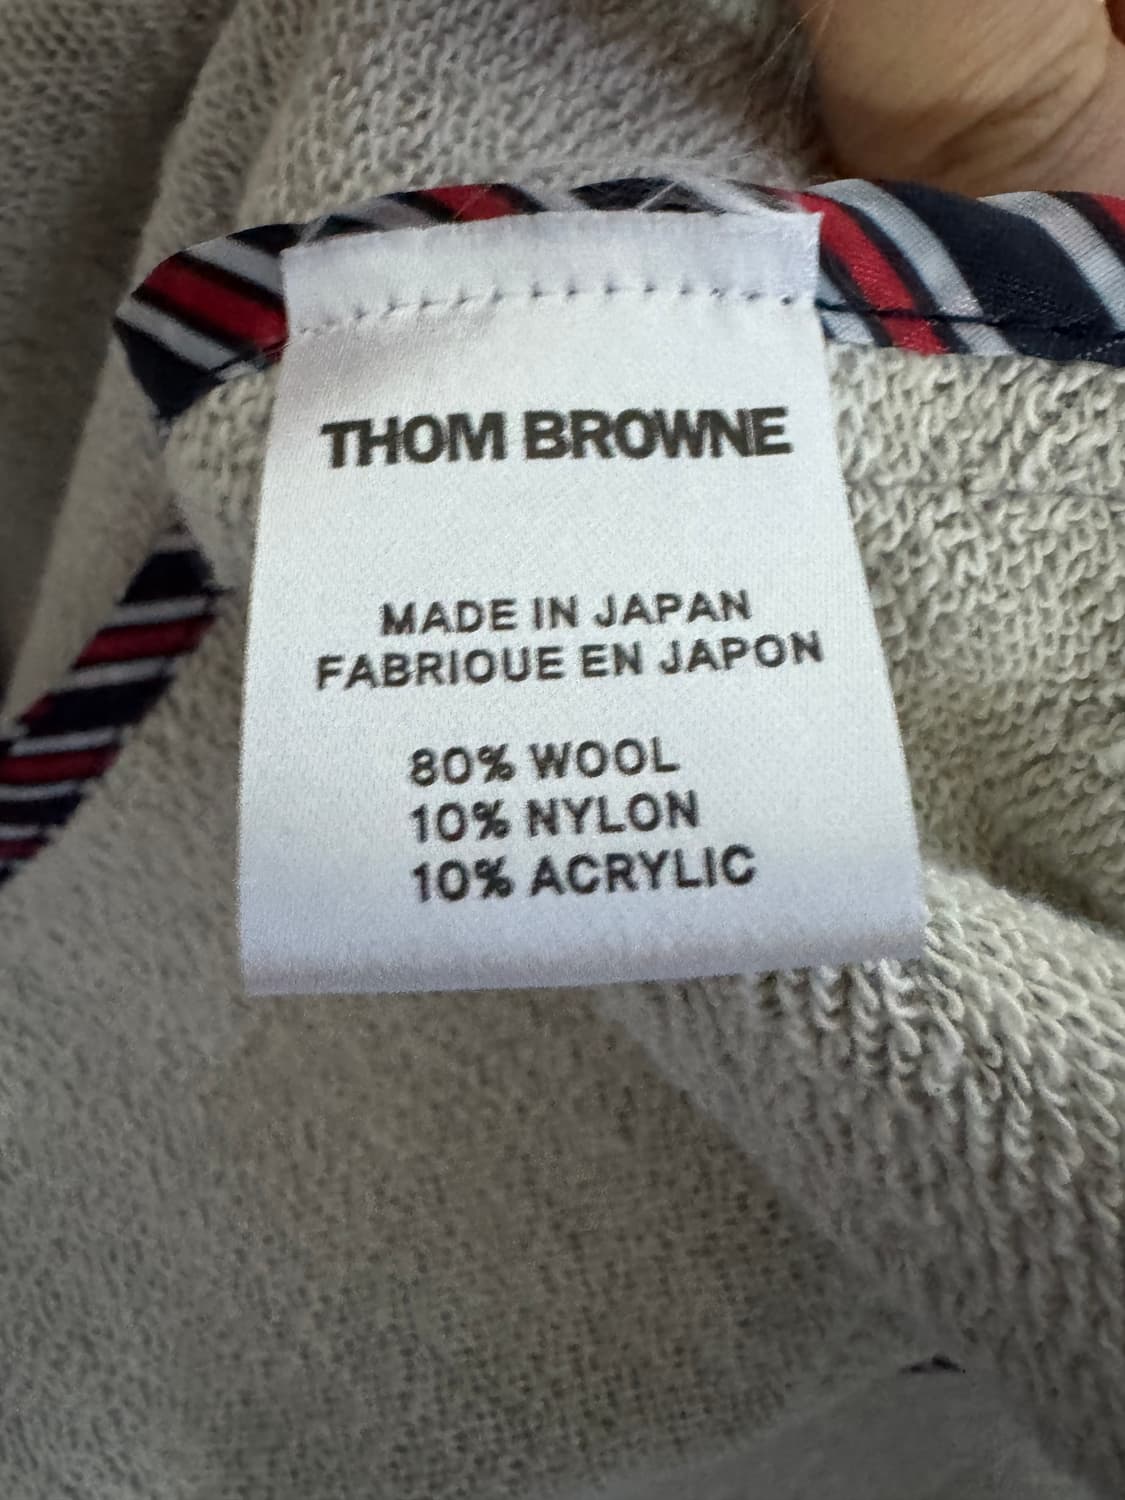 THOM BROWNE
MADE IN JAPAN
FABRIOUE EN JAPON
80% WOOL
10% NYLON
10% ACRYLIC